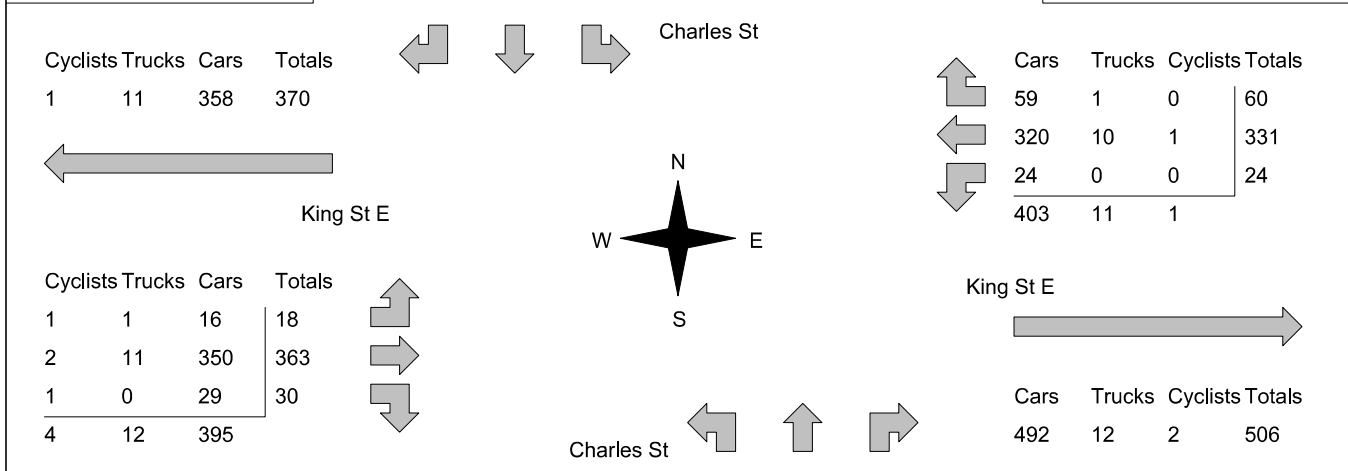 Charles St
Cyclists Trucks Cars Totals
1 11 358 370
King St E
Cyclists Trucks Cars Totals
1 1 16 18
2 11 350 363
1 0 29 30
4 12 395
N
W E
S
Cars Trucks Cyclists Totals
59 1 0 60
320 10 1 331
24 0 0 24
403 11 1
King St E
Cars Trucks Cyclists Totals
492 12 2 506
Charles St